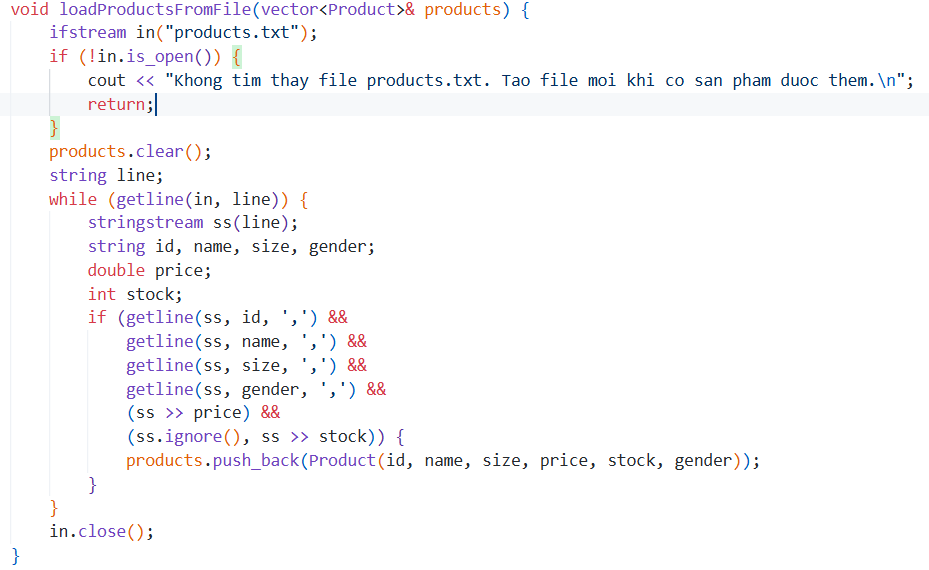 void loadProductsFromFile(vector<Product>& products) {
    ifstream in("products.txt");
    if (!in.is_open()) {
        cout << "Khong tim thay file products.txt. Tao file moi khi co san pham duoc them.\n";
        return;
    }
    products.clear();
    string line;
    while (getline(in, line)) {
        stringstream ss(line);
        string id, name, size, gender;
        double price;
        int stock;
        if (getline(ss, id, ',') &&
            getline(ss, name, ',') &&
            getline(ss, size, ',') &&
            getline(ss, gender, ',') &&
            (ss >> price) &&
            (ss.ignore(), ss >> stock)) {
            products.push_back(Product(id, name, size, price, stock, gender));
        }
    }
    in.close();
}